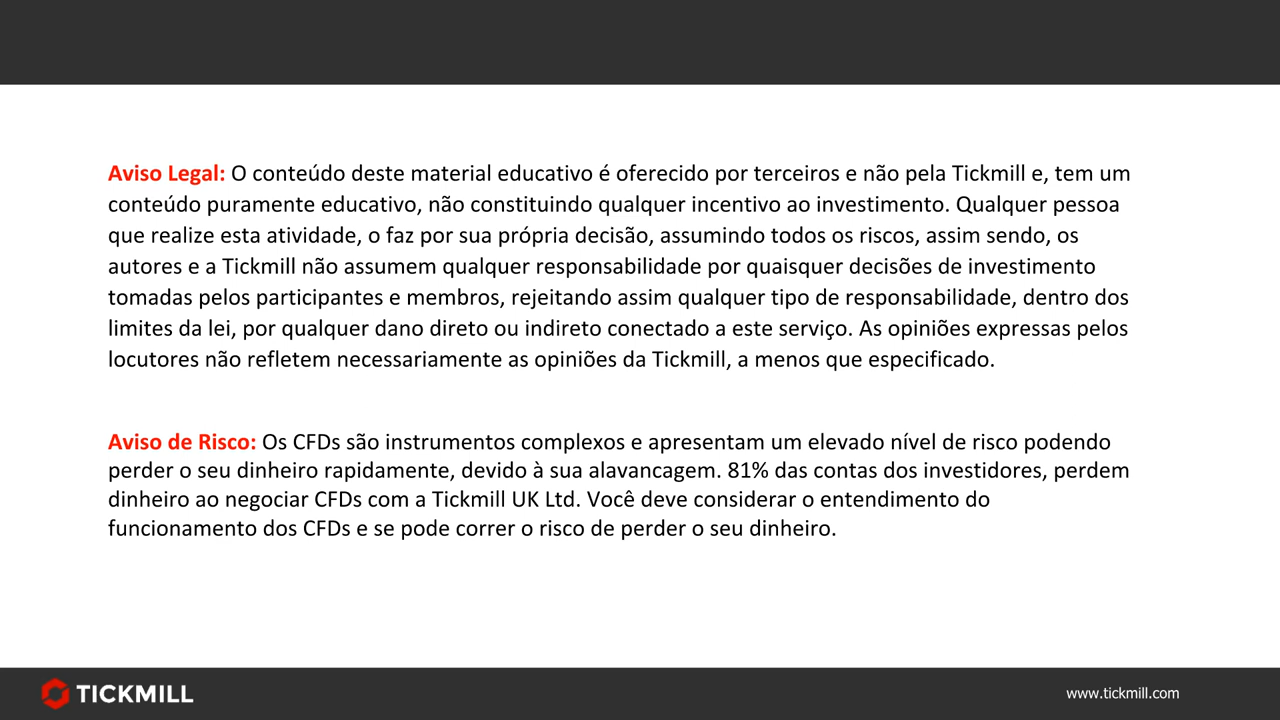 Aviso Legal: O conteúdo deste material educativo é oferecido por terceiros e não pela Tickmill e, tem um
conteúdo puramente educativo, não constituindo qualquer incentivo ao investimento. Qualquer pessoa
que realize esta atividade, o faz por sua própria decisão, assumindo todos os riscos, assim sendo, os
autores e a Tickmill não assumem qualquer responsabilidade por quaisquer decisões de investimento
tomadas pelos participantes e membros, rejeitando assim qualquer tipo de responsabilidade, dentro dos
limites da lei, por qualquer dano direto ou indireto conectado a este serviço. As opiniões expressas pelos
locutores não refletem necessariamente as opiniões da Tickmill, a menos que especificado.
Aviso de Risco: Os CFDs são instrumentos complexos e apresentam um elevado nível de risco podendo
perder o seu dinheiro rapidamente, devido à sua alavancagem. 81% das contas dos investidores, perdem
dinheiro ao negociar CFDs com a Tickmill UK Ltd. Você deve considerar o entendimento do
funcionamento dos CFDs e se pode correr o risco de perder o seu dinheiro.
TICKMILL
www.tickmill.com